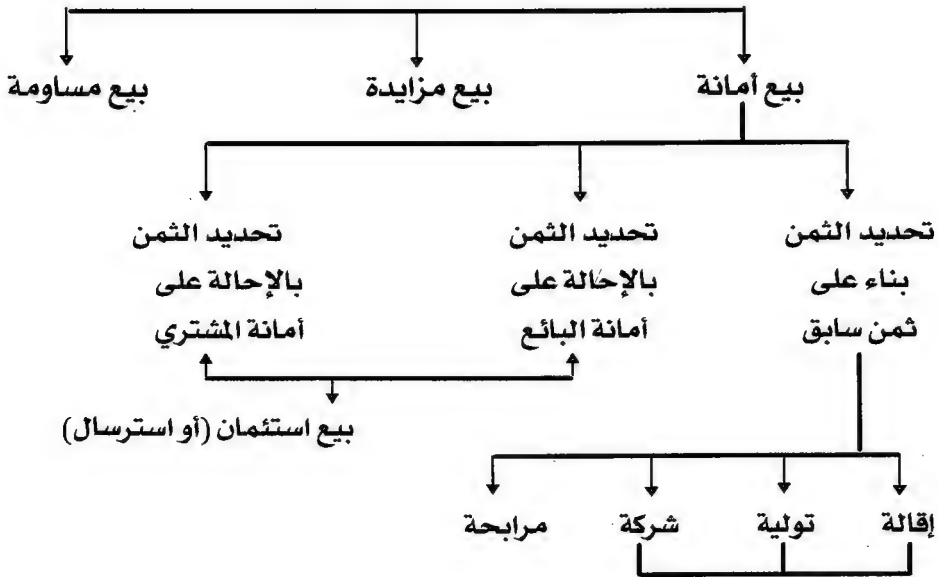 بيع أمانة
بيع مزايدة
بيع مساومة
تحديد الثمن
بناء على
ثمن سابق
تحديد الثمن
بالإحالة على
أمانة البائع
تحديد الثمن
بالإحالة على
أمانة المشتري
بيع استئمان (أو استرسال)
إقالة
تولية
شركة
مرابحة